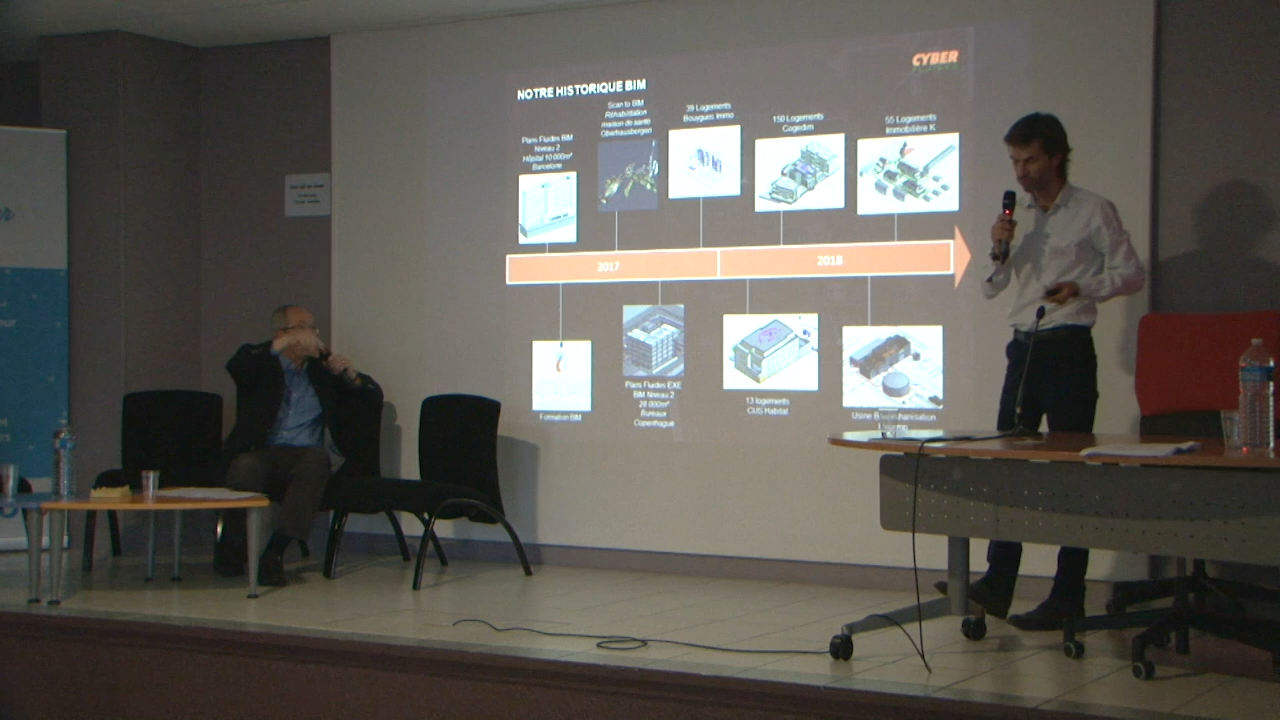 CYBER
NOTRE HISTORIQUE BIM
Plans Fluides BIM
Niveau 2
Hôpital 10 000m²
Barcelone
Scan to BIM
Réhabilitation
maison de santé
Oberhausbergen
39 Logements
Bouygues Immo
150 Logements
Cogedim
55 Logements
Immobilière K
2017
2018
Formation BIM
Plans Fluides EXE
BIM Niveau 2
28 000m²
Bureaux
Copenhague
13 logements
CUS Habitat
Usine